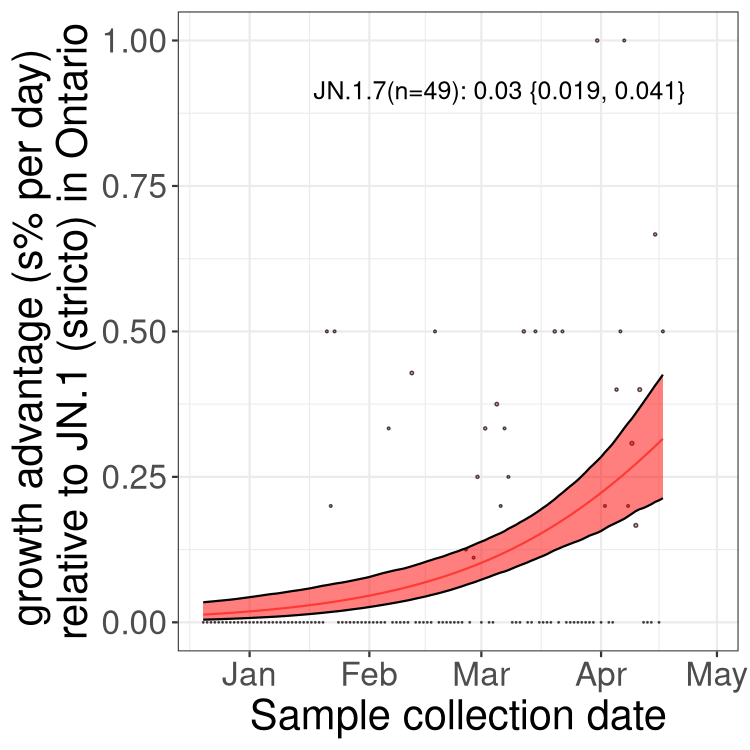 growth advantage (s% per day)
relative to JN.1 (stricto) in Ontario
1.00
0.75
0.50
0.25
0.00
JN.1.7(n=49): 0.03 {0.019, 0.041}
Jan Feb Mar Apr May
Sample collection date